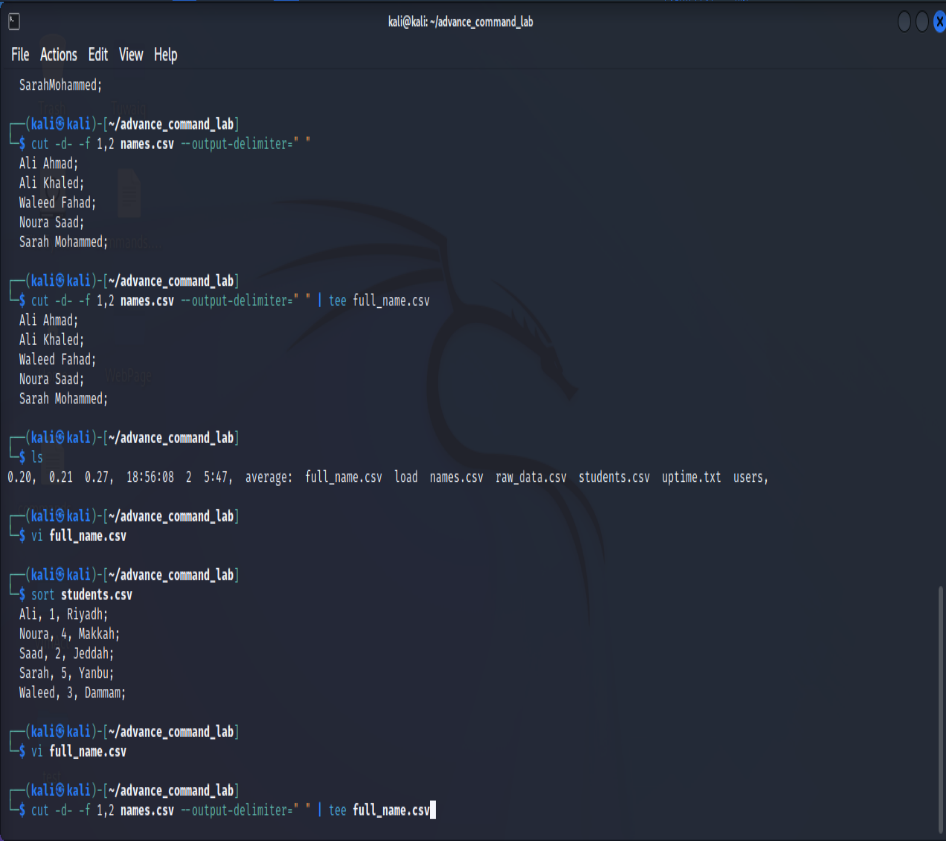 kali@kali: ~/advance_command_lab
File Actions Edit View Help
SarahMohammed;
┌──(kali㉿kali)-[~/advance_command_lab]
└─$ cut -d- -f 1,2 names.csv --output-delimiter=" "
Ali Ahmad;
Ali Khaled;
Waleed Fahad;
Noura Saad;
Sarah Mohammed;
┌──(kali㉿kali)-[~/advance_command_lab]
└─$ cut -d- -f 1,2 names.csv --output-delimiter=" " | tee full_name.csv
Ali Ahmad;
Ali Khaled;
Waleed Fahad;
Noura Saad;
Sarah Mohammed;
┌──(kali㉿kali)-[~/advance_command_lab]
└─$ ls
0.20, 0.21 0.27, 18:56:08 2 5:47, average: full_name.csv load names.csv raw_data.csv students.csv uptime.txt users,
┌──(kali㉿kali)-[~/advance_command_lab]
└─$ vi full_name.csv
┌──(kali㉿kali)-[~/advance_command_lab]
└─$ sort students.csv
Ali, 1, Riyadh;
Noura, 4, Makkah;
Saad, 2, Jeddah;
Sarah, 5, Yanbu;
Waleed, 3, Dammam;
┌──(kali㉿kali)-[~/advance_command_lab]
└─$ vi full_name.csv
┌──(kali㉿kali)-[~/advance_command_lab]
└─$ cut -d- -f 1,2 names.csv --output-delimiter=" " | tee full_name.csv